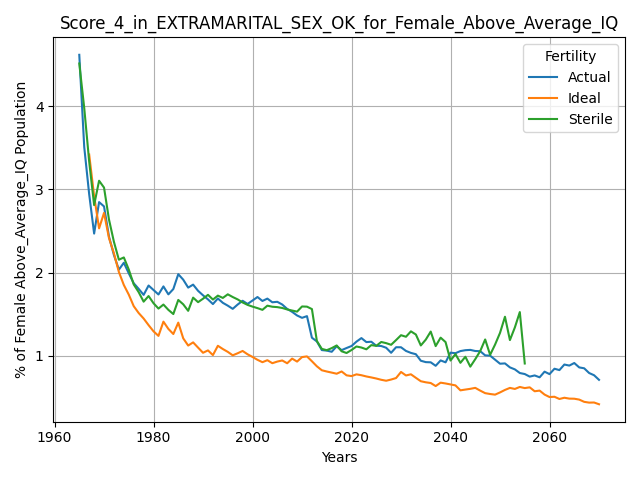 Score_4_in_EXTRAMARITAL_SEX_OK_for_Female_Above_Average_IQ
% of Female Above_Average_IQ Population
4
3
2
1
Fertility
Actual
Ideal
Sterile
1960 1980 2000 2020 2040 2060
Years